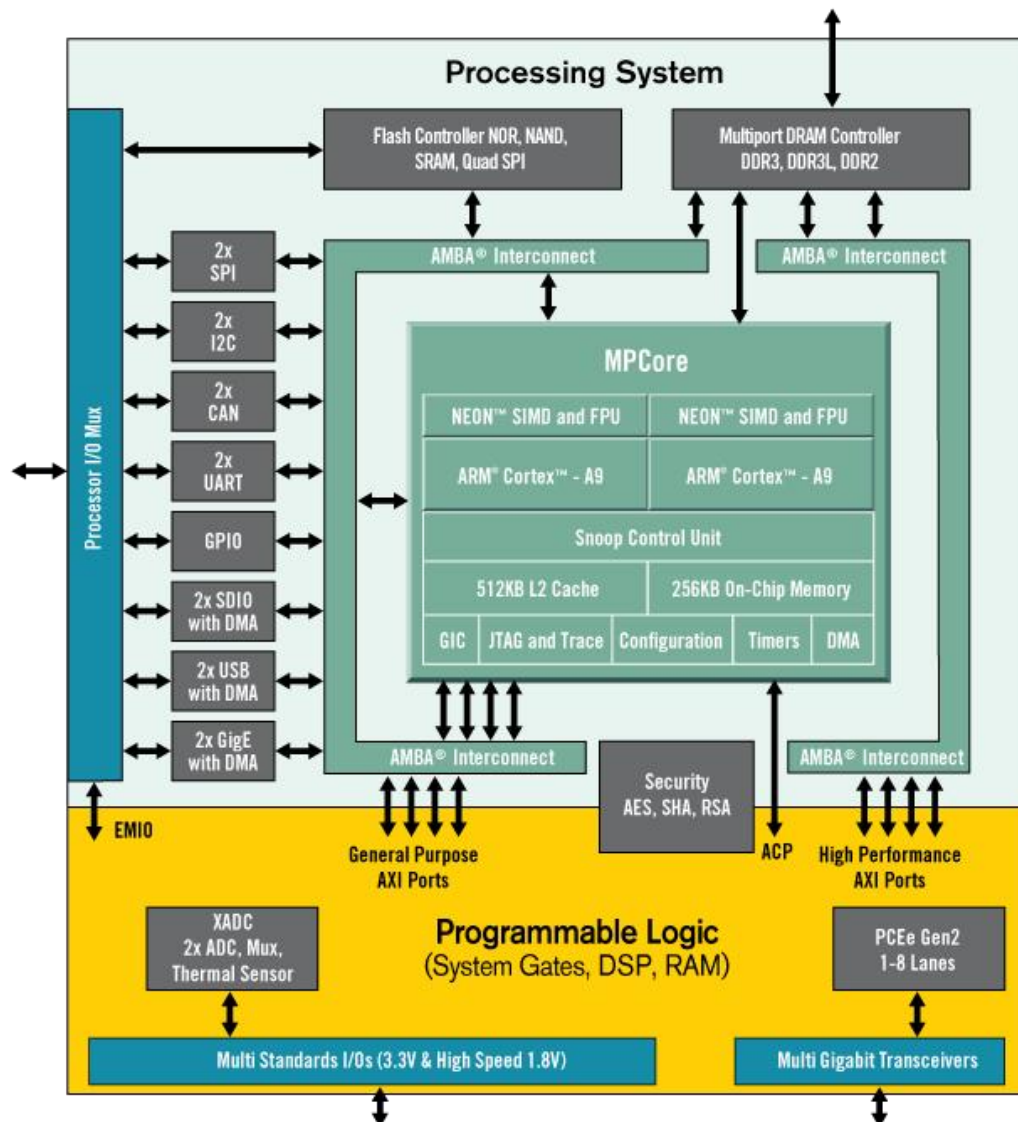 Processing System
Flash Controller NOR, NAND,
SRAM, Quad SPI
Multiport DRAM Controller
DDR3, DDR3L, DDR2
AMBA® Interconnect
AMBA® Interconnect
Processor I/O Mux
2x
SPI
2x
I2C
2x
CAN
2x
UART
GPIO
2x SDIO
with DMA
2x USB
with DMA
2x GigE
with DMA
MPCore
NEON™ SIMD and FPU
NEON™ SIMD and FPU
ARM® Cortex™ - A9
ARM® Cortex™ - A9
Snoop Control Unit
512KB L2 Cache
256KB On-Chip Memory
GIC
JTAG and Trace
Configuration
Timers
DMA
AMBA® Interconnect
AMBA® Interconnect
Security
AES, SHA, RSA
EMIO
General Purpose
AXI Ports
ACP
High Performance
AXI Ports
XADC
2x ADC, Mux,
Thermal Sensor
Programmable Logic
(System Gates, DSP, RAM)
PCEe Gen2
1-8 Lanes
Multi Standards I/Os (3.3V & High Speed 1.8V)
Multi Gigabit Transceivers